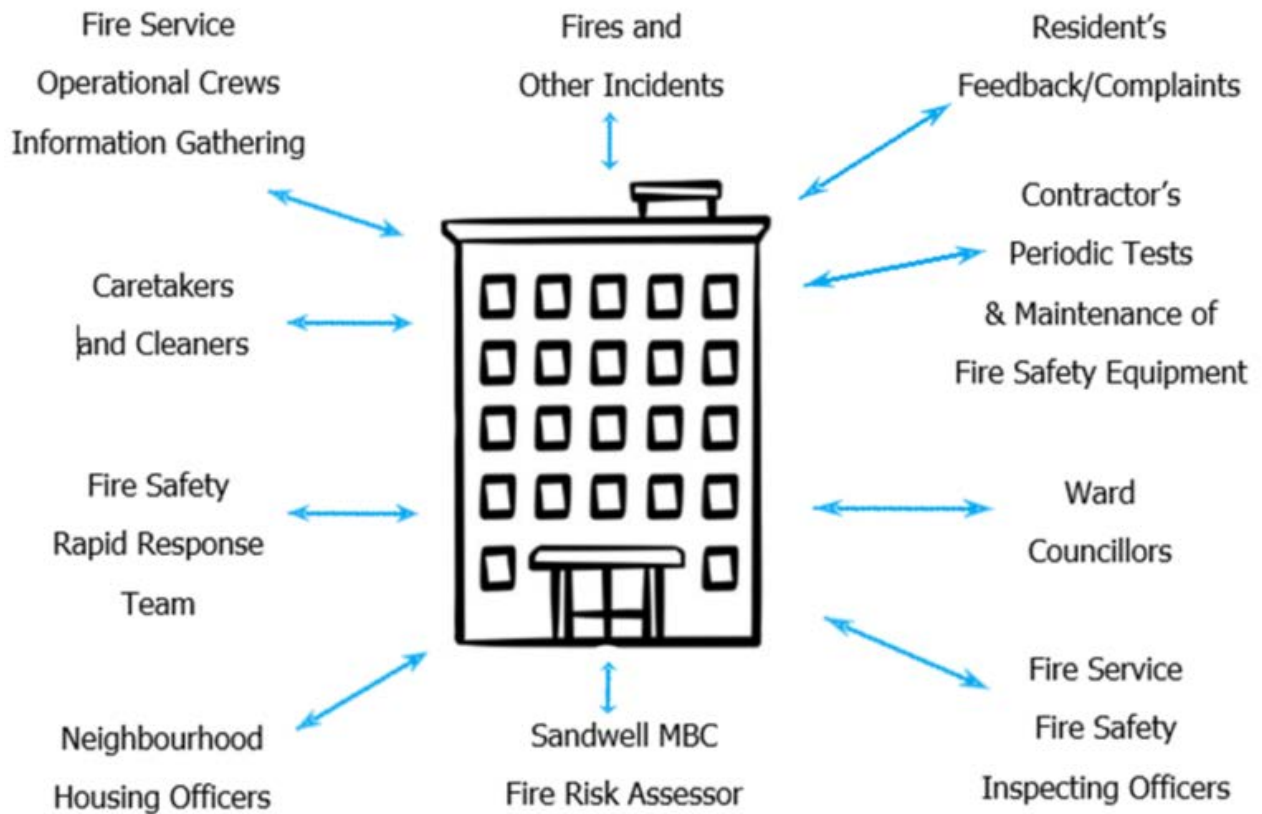 Fire Service
Operational Crews
Information Gathering
Fires and
Other Incidents
Resident’s
Feedback/Complaints
Contractor’s
Periodic Tests
& Maintenance of
Fire Safety Equipment
Caretakers
and Cleaners
Fire Safety
Rapid Response
Team
Ward
Councillors
Neighbourhood
Housing Officers
Sandwell MBC
Fire Risk Assessor
Fire Service
Fire Safety
Inspecting Officers